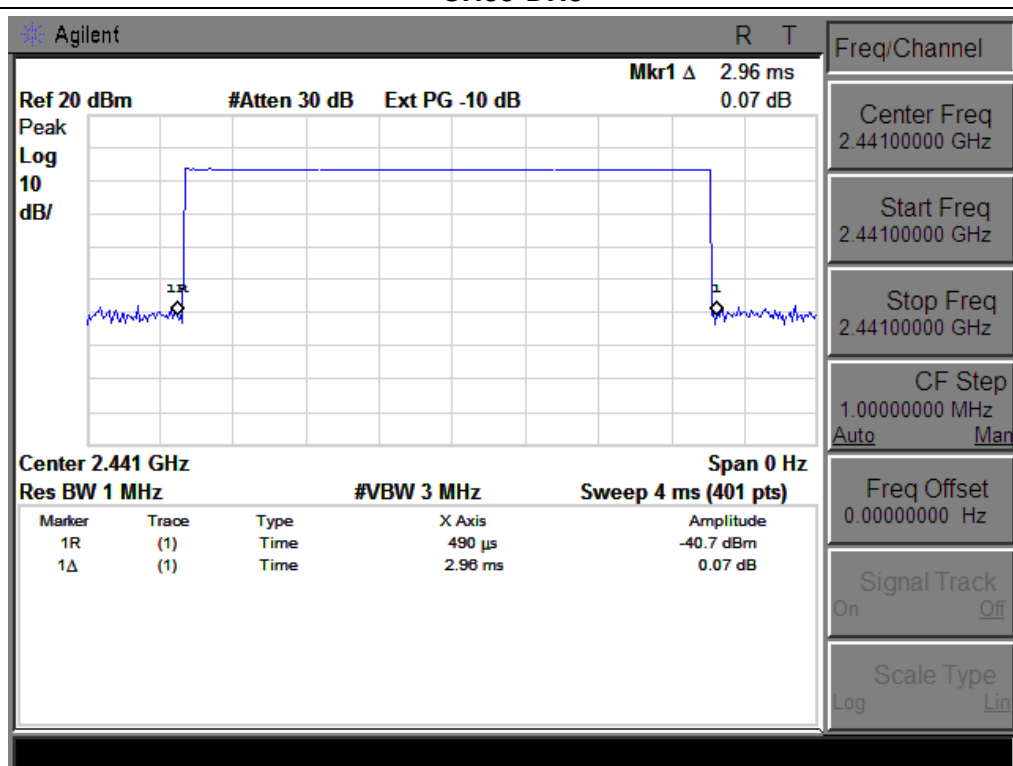 Agilent
R T
Mkr1 Δ 2.96 ms
Ref 20 dBm #Atten 30 dB Ext PG -10 dB 0.07 dB
Peak
Log
10
dB/
1R
1
Center 2.441 GHz Span 0 Hz
Res BW 1 MHz #VBW 3 MHz Sweep 4 ms (401 pts)
Marker Trace Type X Axis Amplitude
1R (1) Time 490 μs -40.7 dBm
1Δ (1) Time 2.96 ms 0.07 dB
Freq/Channel
Center Freq
2.44100000 GHz
Start Freq
2.44100000 GHz
Stop Freq
2.44100000 GHz
CF Step
1.00000000 MHz
Auto Man
Freq Offset
0.00000000 Hz
Signal Track
On Off
Scale Type
Log Lin